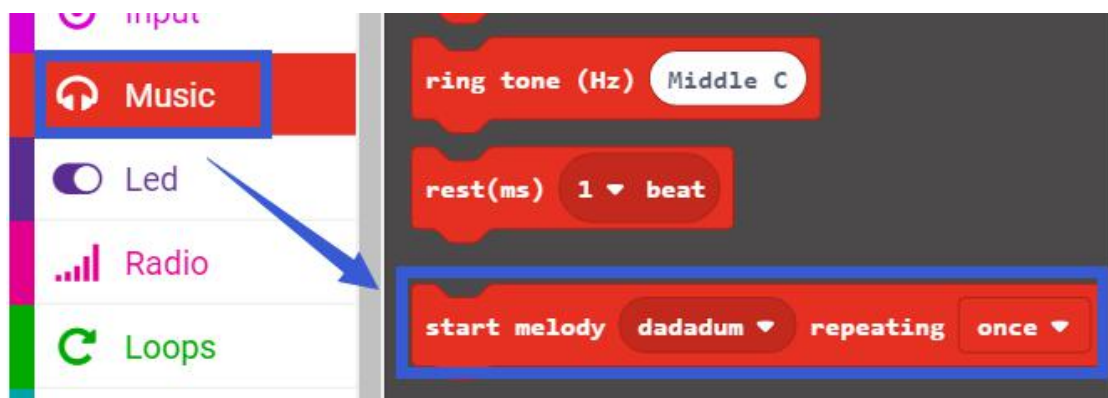 Input
Music
Led
Radio
Loops
ring tone (Hz) Middle C
rest(ms) 1 beat
start melody dadadum repeating once